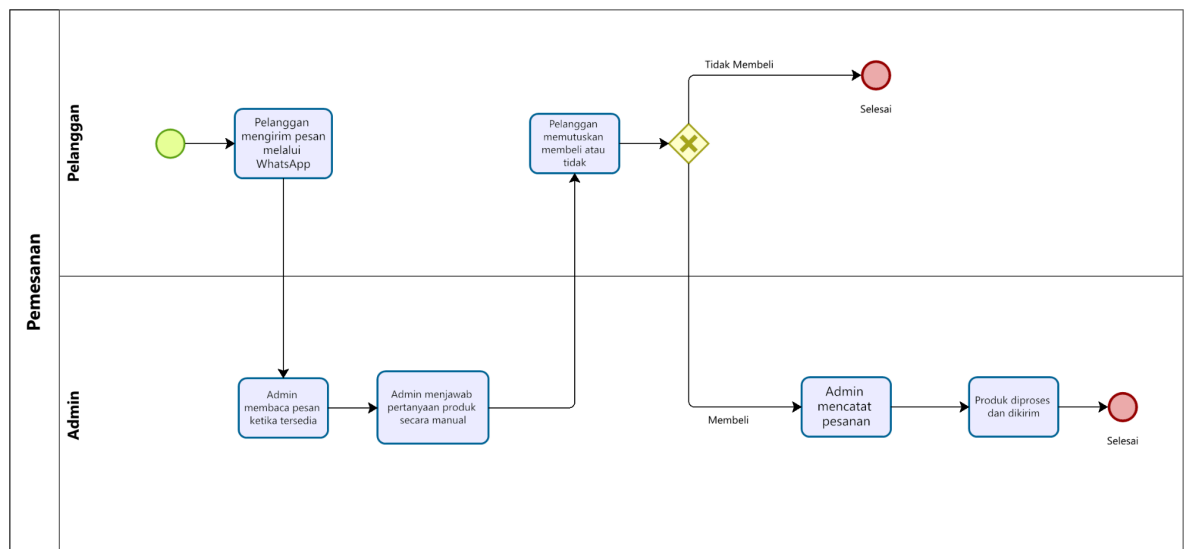 Pemesanan
Pelanggan
Pelanggan
mengirim pesan
melalui
WhatsApp
Pelanggan
memutuskan
membeli atau
tidak
Tidak Membeli
Selesai
Admin
Admin
membaca pesan
ketika tersedia
Admin menjawab
pertanyaan produk
secara manual
Membeli
Admin
mencatat
pesanan
Produk diproses
dan dikirim
Selesai